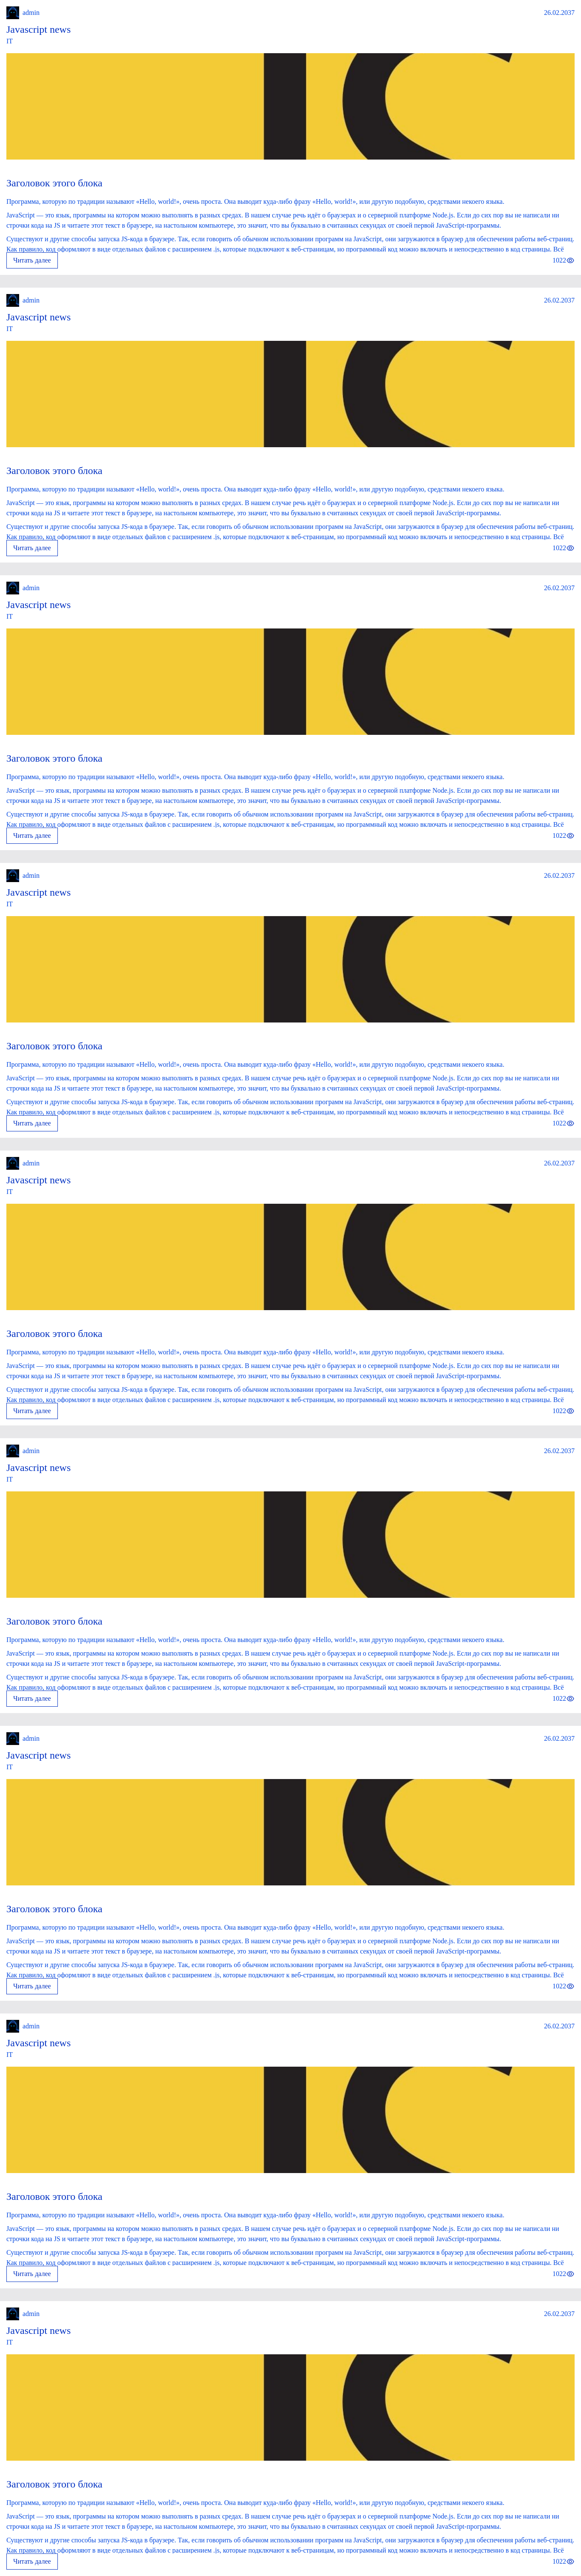 admin 26.02.2037
Javascript news
IT
Заголовок этого блока
Программа, которую по традиции называют «Hello, world!», очень проста. Она выводит куда-либо фразу «Hello, world!», или другую подобную, средствами некоего языка.
JavaScript — это язык, программы на котором можно выполнять в разных средах. В нашем случае речь идёт о браузерах и о серверной платформе Node.js. Если до сих пор вы не написали ни
строчки кода на JS и читаете этот текст в браузере, на настольном компьютере, это значит, что вы буквально в считанных секундах от своей первой JavaScript-программы.
Существуют и другие способы запуска JS-кода в браузере. Так, если говорить об обычном использовании программ на JavaScript, они загружаются в браузер для обеспечения работы веб-страниц.
Как правило, код оформляют в виде отдельных файлов с расширением .js, которые подключают к веб-страницам, но программный код можно включать и непосредственно в код страницы. Всё
Читать далее 1022
admin 26.02.2037
Javascript news
IT
Заголовок этого блока
Программа, которую по традиции называют «Hello, world!», очень проста. Она выводит куда-либо фразу «Hello, world!», или другую подобную, средствами некоего языка.
JavaScript — это язык, программы на котором можно выполнять в разных средах. В нашем случае речь идёт о браузерах и о серверной платформе Node.js. Если до сих пор вы не написали ни
строчки кода на JS и читаете этот текст в браузере, на настольном компьютере, это значит, что вы буквально в считанных секундах от своей первой JavaScript-программы.
Существуют и другие способы запуска JS-кода в браузере. Так, если говорить об обычном использовании программ на JavaScript, они загружаются в браузер для обеспечения работы веб-страниц.
Как правило, код оформляют в виде отдельных файлов с расширением .js, которые подключают к веб-страницам, но программный код можно включать и непосредственно в код страницы. Всё
Читать далее 1022
admin 26.02.2037
Javascript news
IT
Заголовок этого блока
Программа, которую по традиции называют «Hello, world!», очень проста. Она выводит куда-либо фразу «Hello, world!», или другую подобную, средствами некоего языка.
JavaScript — это язык, программы на котором можно выполнять в разных средах. В нашем случае речь идёт о браузерах и о серверной платформе Node.js. Если до сих пор вы не написали ни
строчки кода на JS и читаете этот текст в браузере, на настольном компьютере, это значит, что вы буквально в считанных секундах от своей первой JavaScript-программы.
Существуют и другие способы запуска JS-кода в браузере. Так, если говорить об обычном использовании программ на JavaScript, они загружаются в браузер для обеспечения работы веб-страниц.
Как правило, код оформляют в виде отдельных файлов с расширением .js, которые подключают к веб-страницам, но программный код можно включать и непосредственно в код страницы. Всё
Читать далее 1022
admin 26.02.2037
Javascript news
IT
Заголовок этого блока
Программа, которую по традиции называют «Hello, world!», очень проста. Она выводит куда-либо фразу «Hello, world!», или другую подобную, средствами некоего языка.
JavaScript — это язык, программы на котором можно выполнять в разных средах. В нашем случае речь идёт о браузерах и о серверной платформе Node.js. Если до сих пор вы не написали ни
строчки кода на JS и читаете этот текст в браузере, на настольном компьютере, это значит, что вы буквально в считанных секундах от своей первой JavaScript-программы.
Существуют и другие способы запуска JS-кода в браузере. Так, если говорить об обычном использовании программ на JavaScript, они загружаются в браузер для обеспечения работы веб-страниц.
Как правило, код оформляют в виде отдельных файлов с расширением .js, которые подключают к веб-страницам, но программный код можно включать и непосредственно в код страницы. Всё
Читать далее 1022
admin 26.02.2037
Javascript news
IT
Заголовок этого блока
Программа, которую по традиции называют «Hello, world!», очень проста. Она выводит куда-либо фразу «Hello, world!», или другую подобную, средствами некоего языка.
JavaScript — это язык, программы на котором можно выполнять в разных средах. В нашем случае речь идёт о браузерах и о серверной платформе Node.js. Если до сих пор вы не написали ни
строчки кода на JS и читаете этот текст в браузере, на настольном компьютере, это значит, что вы буквально в считанных секундах от своей первой JavaScript-программы.
Существуют и другие способы запуска JS-кода в браузере. Так, если говорить об обычном использовании программ на JavaScript, они загружаются в браузер для обеспечения работы веб-страниц.
Как правило, код оформляют в виде отдельных файлов с расширением .js, которые подключают к веб-страницам, но программный код можно включать и непосредственно в код страницы. Всё
Читать далее 1022
admin 26.02.2037
Javascript news
IT
Заголовок этого блока
Программа, которую по традиции называют «Hello, world!», очень проста. Она выводит куда-либо фразу «Hello, world!», или другую подобную, средствами некоего языка.
JavaScript — это язык, программы на котором можно выполнять в разных средах. В нашем случае речь идёт о браузерах и о серверной платформе Node.js. Если до сих пор вы не написали ни
строчки кода на JS и читаете этот текст в браузере, на настольном компьютере, это значит, что вы буквально в считанных секундах от своей первой JavaScript-программы.
Существуют и другие способы запуска JS-кода в браузере. Так, если говорить об обычном использовании программ на JavaScript, они загружаются в браузер для обеспечения работы веб-страниц.
Как правило, код оформляют в виде отдельных файлов с расширением .js, которые подключают к веб-страницам, но программный код можно включать и непосредственно в код страницы. Всё
Читать далее 1022
admin 26.02.2037
Javascript news
IT
Заголовок этого блока
Программа, которую по традиции называют «Hello, world!», очень проста. Она выводит куда-либо фразу «Hello, world!», или другую подобную, средствами некоего языка.
JavaScript — это язык, программы на котором можно выполнять в разных средах. В нашем случае речь идёт о браузерах и о серверной платформе Node.js. Если до сих пор вы не написали ни
строчки кода на JS и читаете этот текст в браузере, на настольном компьютере, это значит, что вы буквально в считанных секундах от своей первой JavaScript-программы.
Существуют и другие способы запуска JS-кода в браузере. Так, если говорить об обычном использовании программ на JavaScript, они загружаются в браузер для обеспечения работы веб-страниц.
Как правило, код оформляют в виде отдельных файлов с расширением .js, которые подключают к веб-страницам, но программный код можно включать и непосредственно в код страницы. Всё
Читать далее 1022
admin 26.02.2037
Javascript news
IT
Заголовок этого блока
Программа, которую по традиции называют «Hello, world!», очень проста. Она выводит куда-либо фразу «Hello, world!», или другую подобную, средствами некоего языка.
JavaScript — это язык, программы на котором можно выполнять в разных средах. В нашем случае речь идёт о браузерах и о серверной платформе Node.js. Если до сих пор вы не написали ни
строчки кода на JS и читаете этот текст в браузере, на настольном компьютере, это значит, что вы буквально в считанных секундах от своей первой JavaScript-программы.
Существуют и другие способы запуска JS-кода в браузере. Так, если говорить об обычном использовании программ на JavaScript, они загружаются в браузер для обеспечения работы веб-страниц.
Как правило, код оформляют в виде отдельных файлов с расширением .js, которые подключают к веб-страницам, но программный код можно включать и непосредственно в код страницы. Всё
Читать далее 1022
admin 26.02.2037
Javascript news
IT
Заголовок этого блока
Программа, которую по традиции называют «Hello, world!», очень проста. Она выводит куда-либо фразу «Hello, world!», или другую подобную, средствами некоего языка.
JavaScript — это язык, программы на котором можно выполнять в разных средах. В нашем случае речь идёт о браузерах и о серверной платформе Node.js. Если до сих пор вы не написали ни
строчки кода на JS и читаете этот текст в браузере, на настольном компьютере, это значит, что вы буквально в считанных секундах от своей первой JavaScript-программы.
Существуют и другие способы запуска JS-кода в браузере. Так, если говорить об обычном использовании программ на JavaScript, они загружаются в браузер для обеспечения работы веб-страниц.
Как правило, код оформляют в виде отдельных файлов с расширением .js, которые подключают к веб-страницам, но программный код можно включать и непосредственно в код страницы. Всё
Читать далее 1022